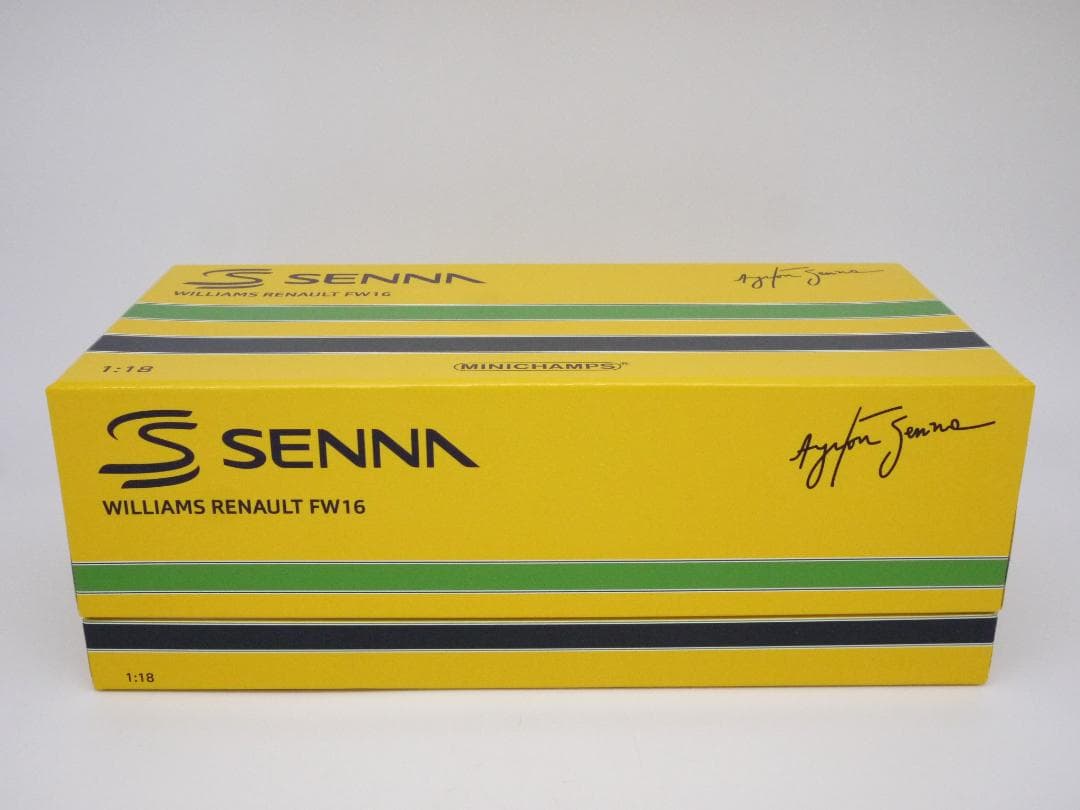 SENNA
WILLIAMS RENAULT FW16
Ayrton Senna
1:18
MINICHAMPS®
SENNA
WILLIAMS RENAULT FW16
Ayrton Senna
1:18